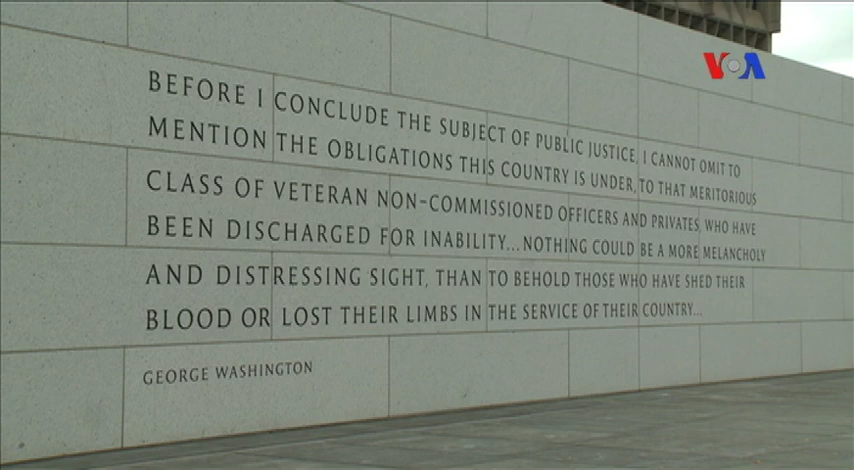 VOA
BEFORE I CONCLUDE THE SUBJECT OF PUBLIC JUSTICE, I CANNOT OMIT TO
MENTION THE OBLIGATIONS THIS COUNTRY IS UNDER, TO THAT MERITORIOUS
CLASS OF VETERAN NON-COMMISSIONED OFFICERS AND PRIVATES, WHO HAVE
BEEN DISCHARGED FOR INABILITY... NOTHING COULD BE A MORE MELANCHOLY
AND DISTRESSING SIGHT, THAN TO BEHOLD THOSE WHO HAVE SHED THEIR
BLOOD OR LOST THEIR LIMBS IN THE SERVICE OF THEIR COUNTRY...
GEORGE WASHINGTON